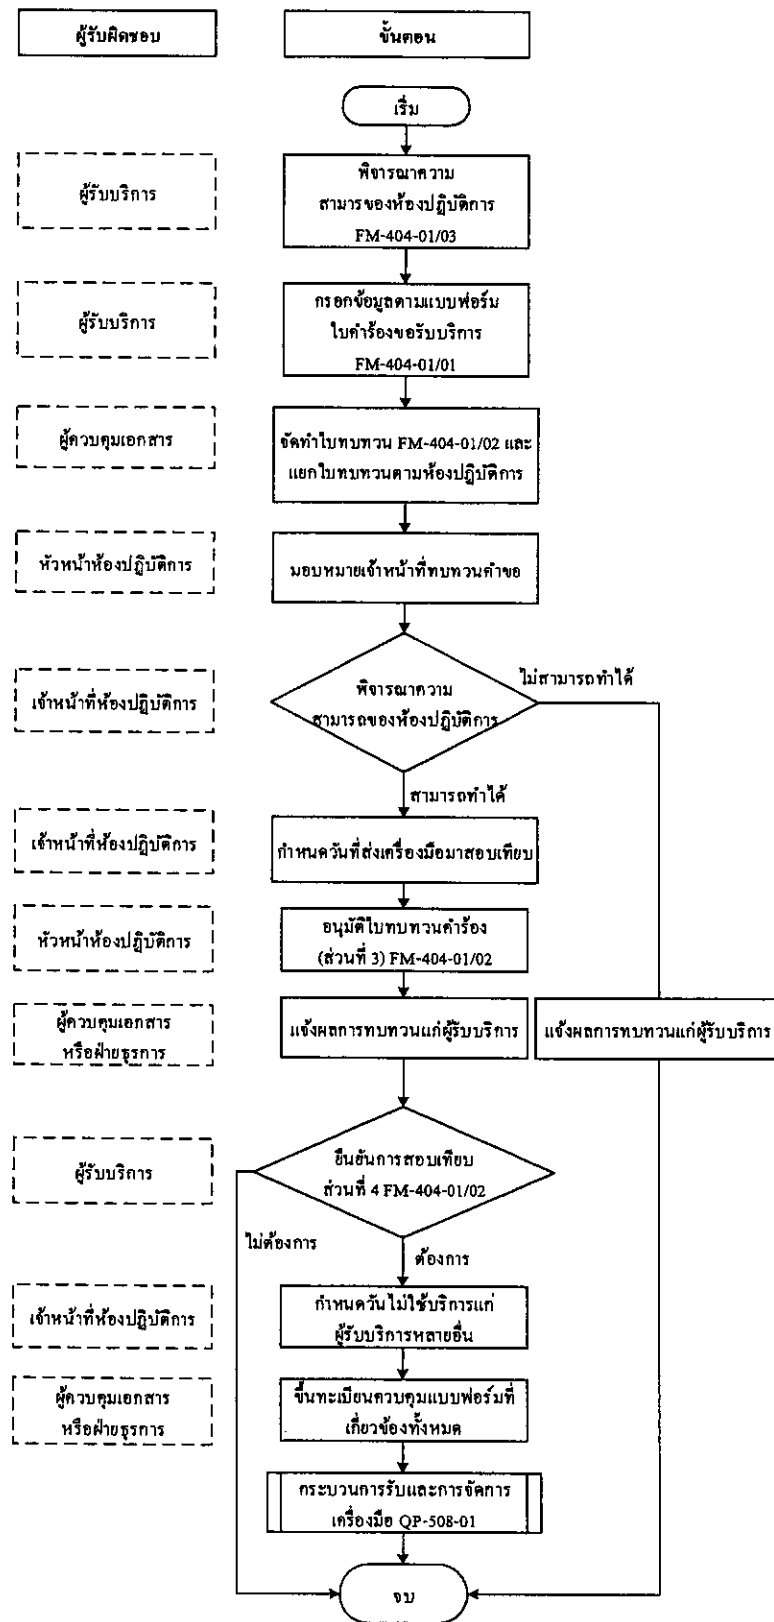 ผู้รับผิดชอบ
ขั้นตอน
เริ่ม
ผู้รับบริการ
พิจารณาความ
สามารของห้องปฏิบัติการ
FM-404-01/03
ผู้รับบริการ
กรอกข้อมูลตามแบบฟอร์ม
ใบคำร้องขอรับบริการ
FM-404-01/01
ผู้ควบคุมเอกสาร
จัดทำใบทบทวน FM-404-01/02 และ
แยกใบทบทวนตามห้องปฏิบัติการ
หัวหน้าห้องปฏิบัติการ
มอบหมายเจ้าหน้าที่ทบทวนคำขอ
เจ้าหน้าที่ห้องปฏิบัติการ
พิจารณาความ
สามารถของห้องปฏิบัติการ
ไม่สามารถทำได้
สามารถทำได้
เจ้าหน้าที่ห้องปฏิบัติการ
กำหนดวันที่ส่งเครื่องมือมาสอบเทียบ
หัวหน้าห้องปฏิบัติการ
อนุมัติใบทบทวนคำร้อง
(ส่วนที่ 3) FM-404-01/02
ผู้ควบคุมเอกสาร
หรือฝ่ายธุรการ
แจ้งผลการทบทวนแก่ผู้รับบริการ
แจ้งผลการทบทวนแก่ผู้รับบริการ
ผู้รับบริการ
ยืนยันการสอบเทียบ
ส่วนที่ 4 FM-404-01/02
ไม่ต้องการ
ต้องการ
เจ้าหน้าที่ห้องปฏิบัติการ
กำหนดวันไม่ใช้บริการแก่
ผู้รับบริการหลายอื่น
ผู้ควบคุมเอกสาร
หรือฝ่ายธุรการ
ขึ้นทะเบียนควบคุมแบบฟอร์มที่
เกี่ยวข้องทั้งหมด
กระบวนการรับและการจัดการ
เครื่องมือ QP-508-01
จบ